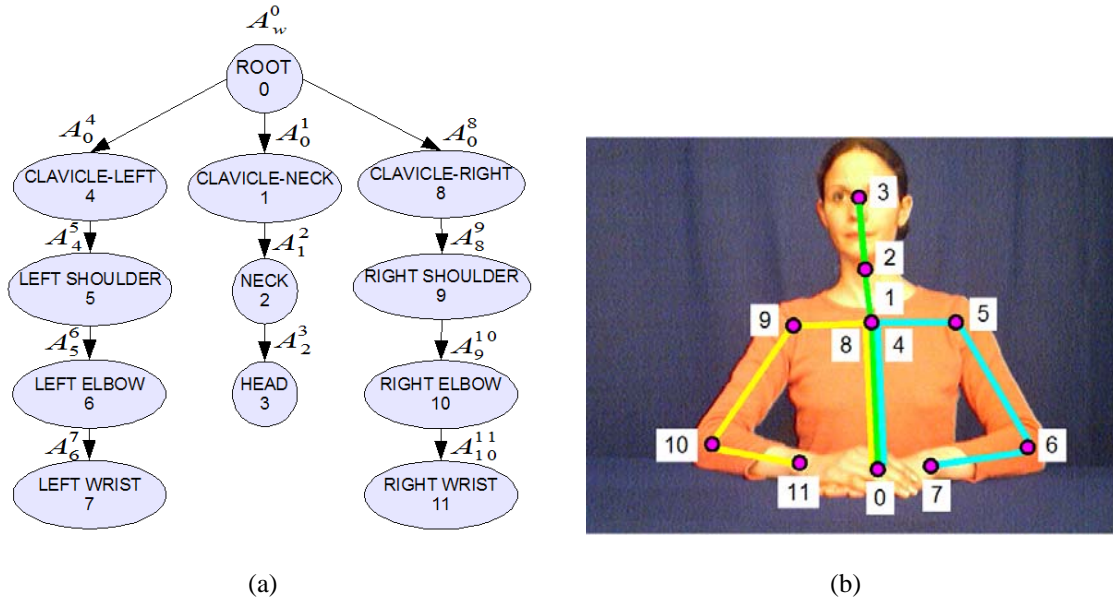 A_w^0
ROOT
0
A_0^4
A_0^1
A_0^8
CLAVICLE-LEFT
4
CLAVICLE-NECK
1
CLAVICLE-RIGHT
8
A_4^5
A_1^2
A_8^9
LEFT SHOULDER
5
NECK
2
RIGHT SHOULDER
9
A_5^6
A_2^3
A_9^10
LEFT ELBOW
6
HEAD
3
RIGHT ELBOW
10
A_6^7
A_10^11
LEFT WRIST
7
RIGHT WRIST
11
(a)
3
2
1
9
5
8
4
10
6
11
0
7
(b)